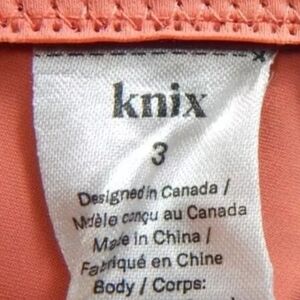 knix
3
Designed in Canada /
Modèle conçu au Canada
Made in China /
Fabriqué en Chine
Body / Corps: